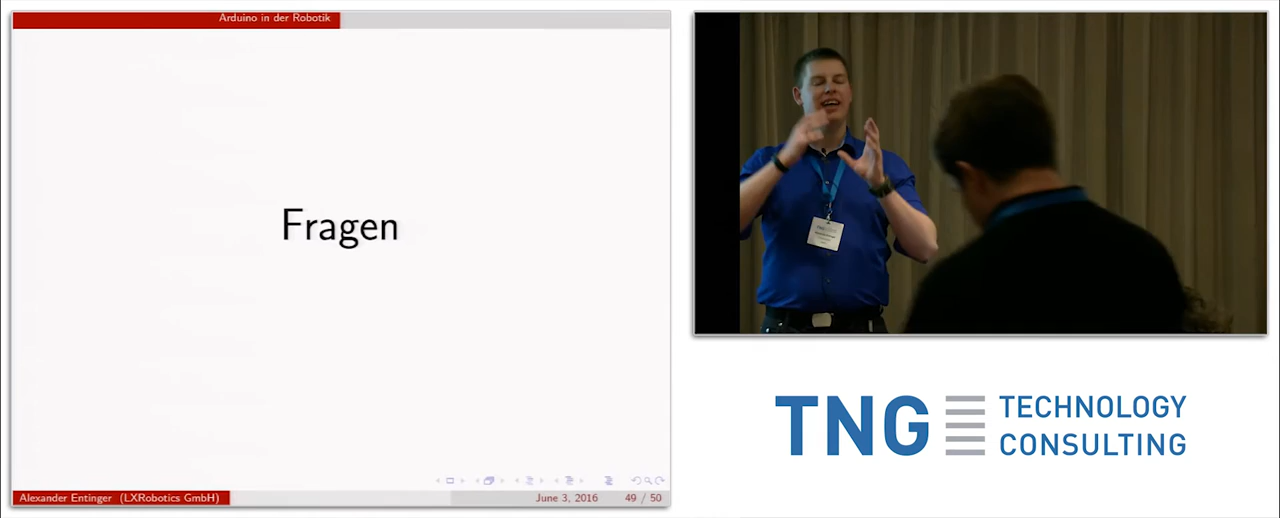 Arduino in der Robotik
Fragen
Alexander Entinger (LXRobotics GmbH)
June 3, 2016
49 / 50
TNG
TECHNOLOGY
CONSULTING